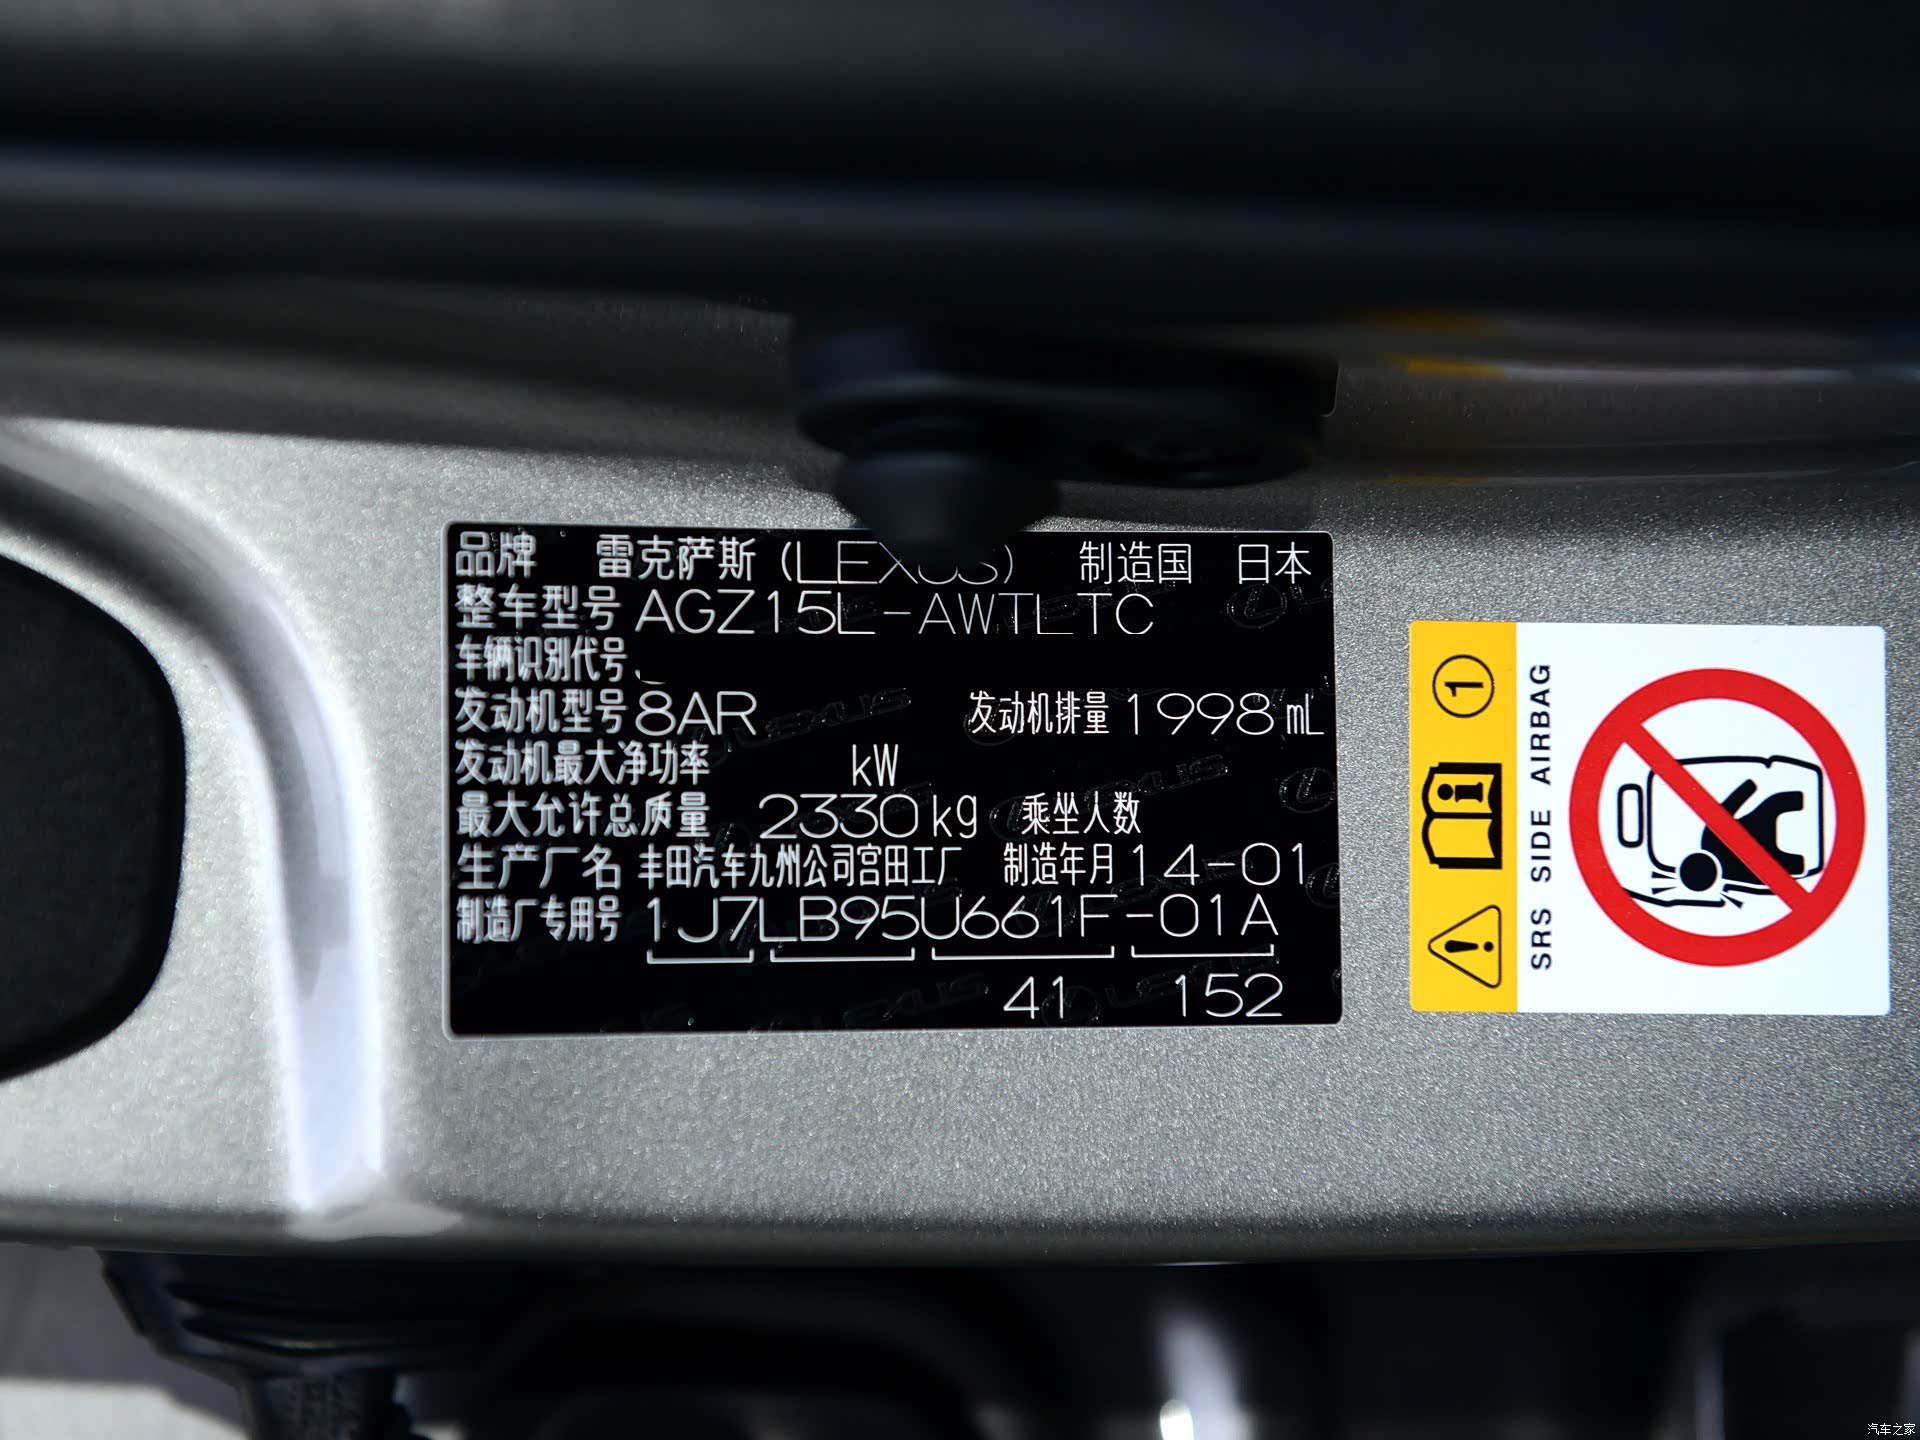 品牌 雷克萨斯(LEXUS) 制造国 日本
整车型号 AGZ15L-AWTLTC
车辆识别代号
发动机型号 8AR 发动机排量 1998 mL
发动机最大净功率 kW
最大允许总质量 2330 kg 乘坐人数
生产厂名 丰田汽车九州公司宫田工厂 制造年月 14-01
制造厂专用号 1J7LB95U661F-01A
41 152
1
i
!
SRS SIDE AIRBAG
汽车之家